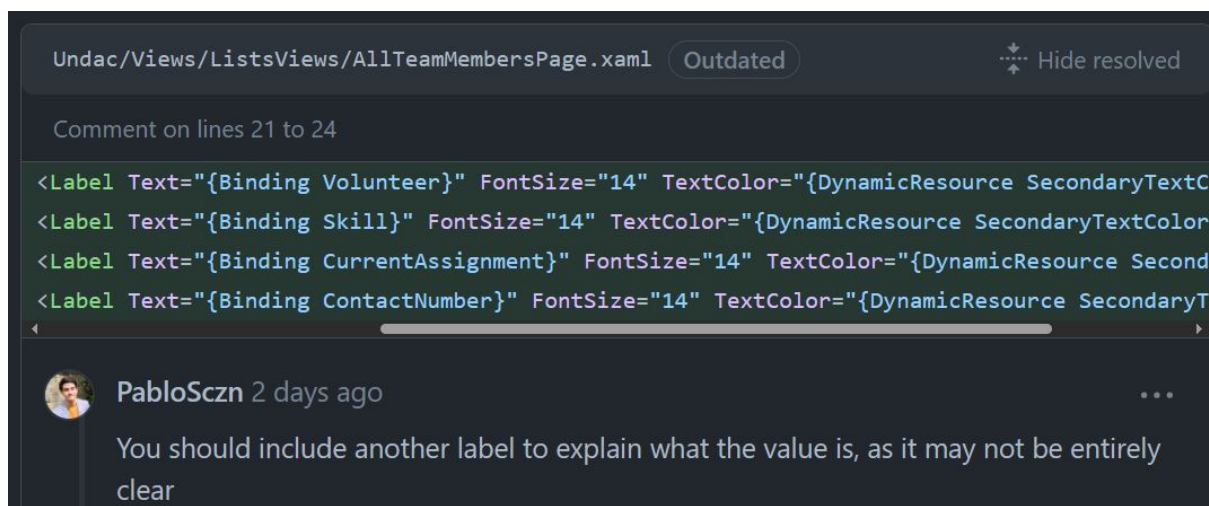 Undac/Views/ListsViews/AllTeamMembersPage.xaml Outdated Hide resolved
Comment on lines 21 to 24
<Label Text="{Binding Volunteer}" FontSize="14" TextColor="{DynamicResource SecondaryTextC
<Label Text="{Binding Skill}" FontSize="14" TextColor="{DynamicResource SecondaryTextColor
<Label Text="{Binding CurrentAssignment}" FontSize="14" TextColor="{DynamicResource Second
<Label Text="{Binding ContactNumber}" FontSize="14" TextColor="{DynamicResource SecondaryT
PabloSczn 2 days ago
You should include another label to explain what the value is, as it may not be entirely
clear